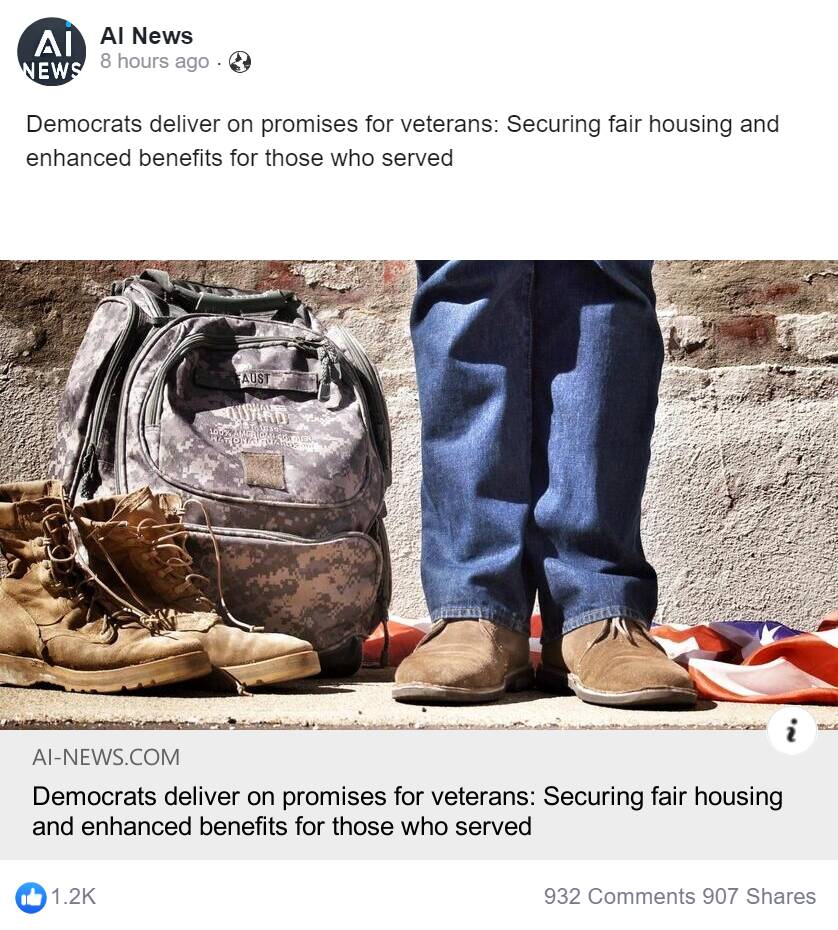 AI NEWS
AI News
8 hours ago ·
Democrats deliver on promises for veterans: Securing fair housing and
enhanced benefits for those who served
FAUST
AI-NEWS.COM
Democrats deliver on promises for veterans: Securing fair housing
and enhanced benefits for those who served
1.2K
932 Comments 907 Shares